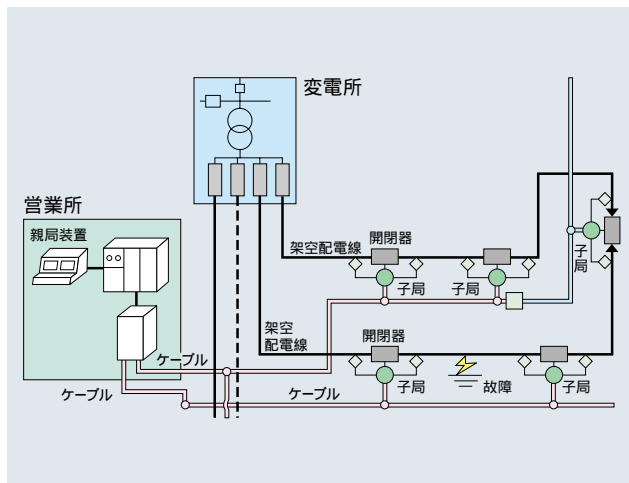 変電所
営業所
親局装置
架空配電線
開閉器
子局
子局
子局
架空
配電線
開閉器
ケーブル
ケーブル
ケーブル
子局
故障
子局